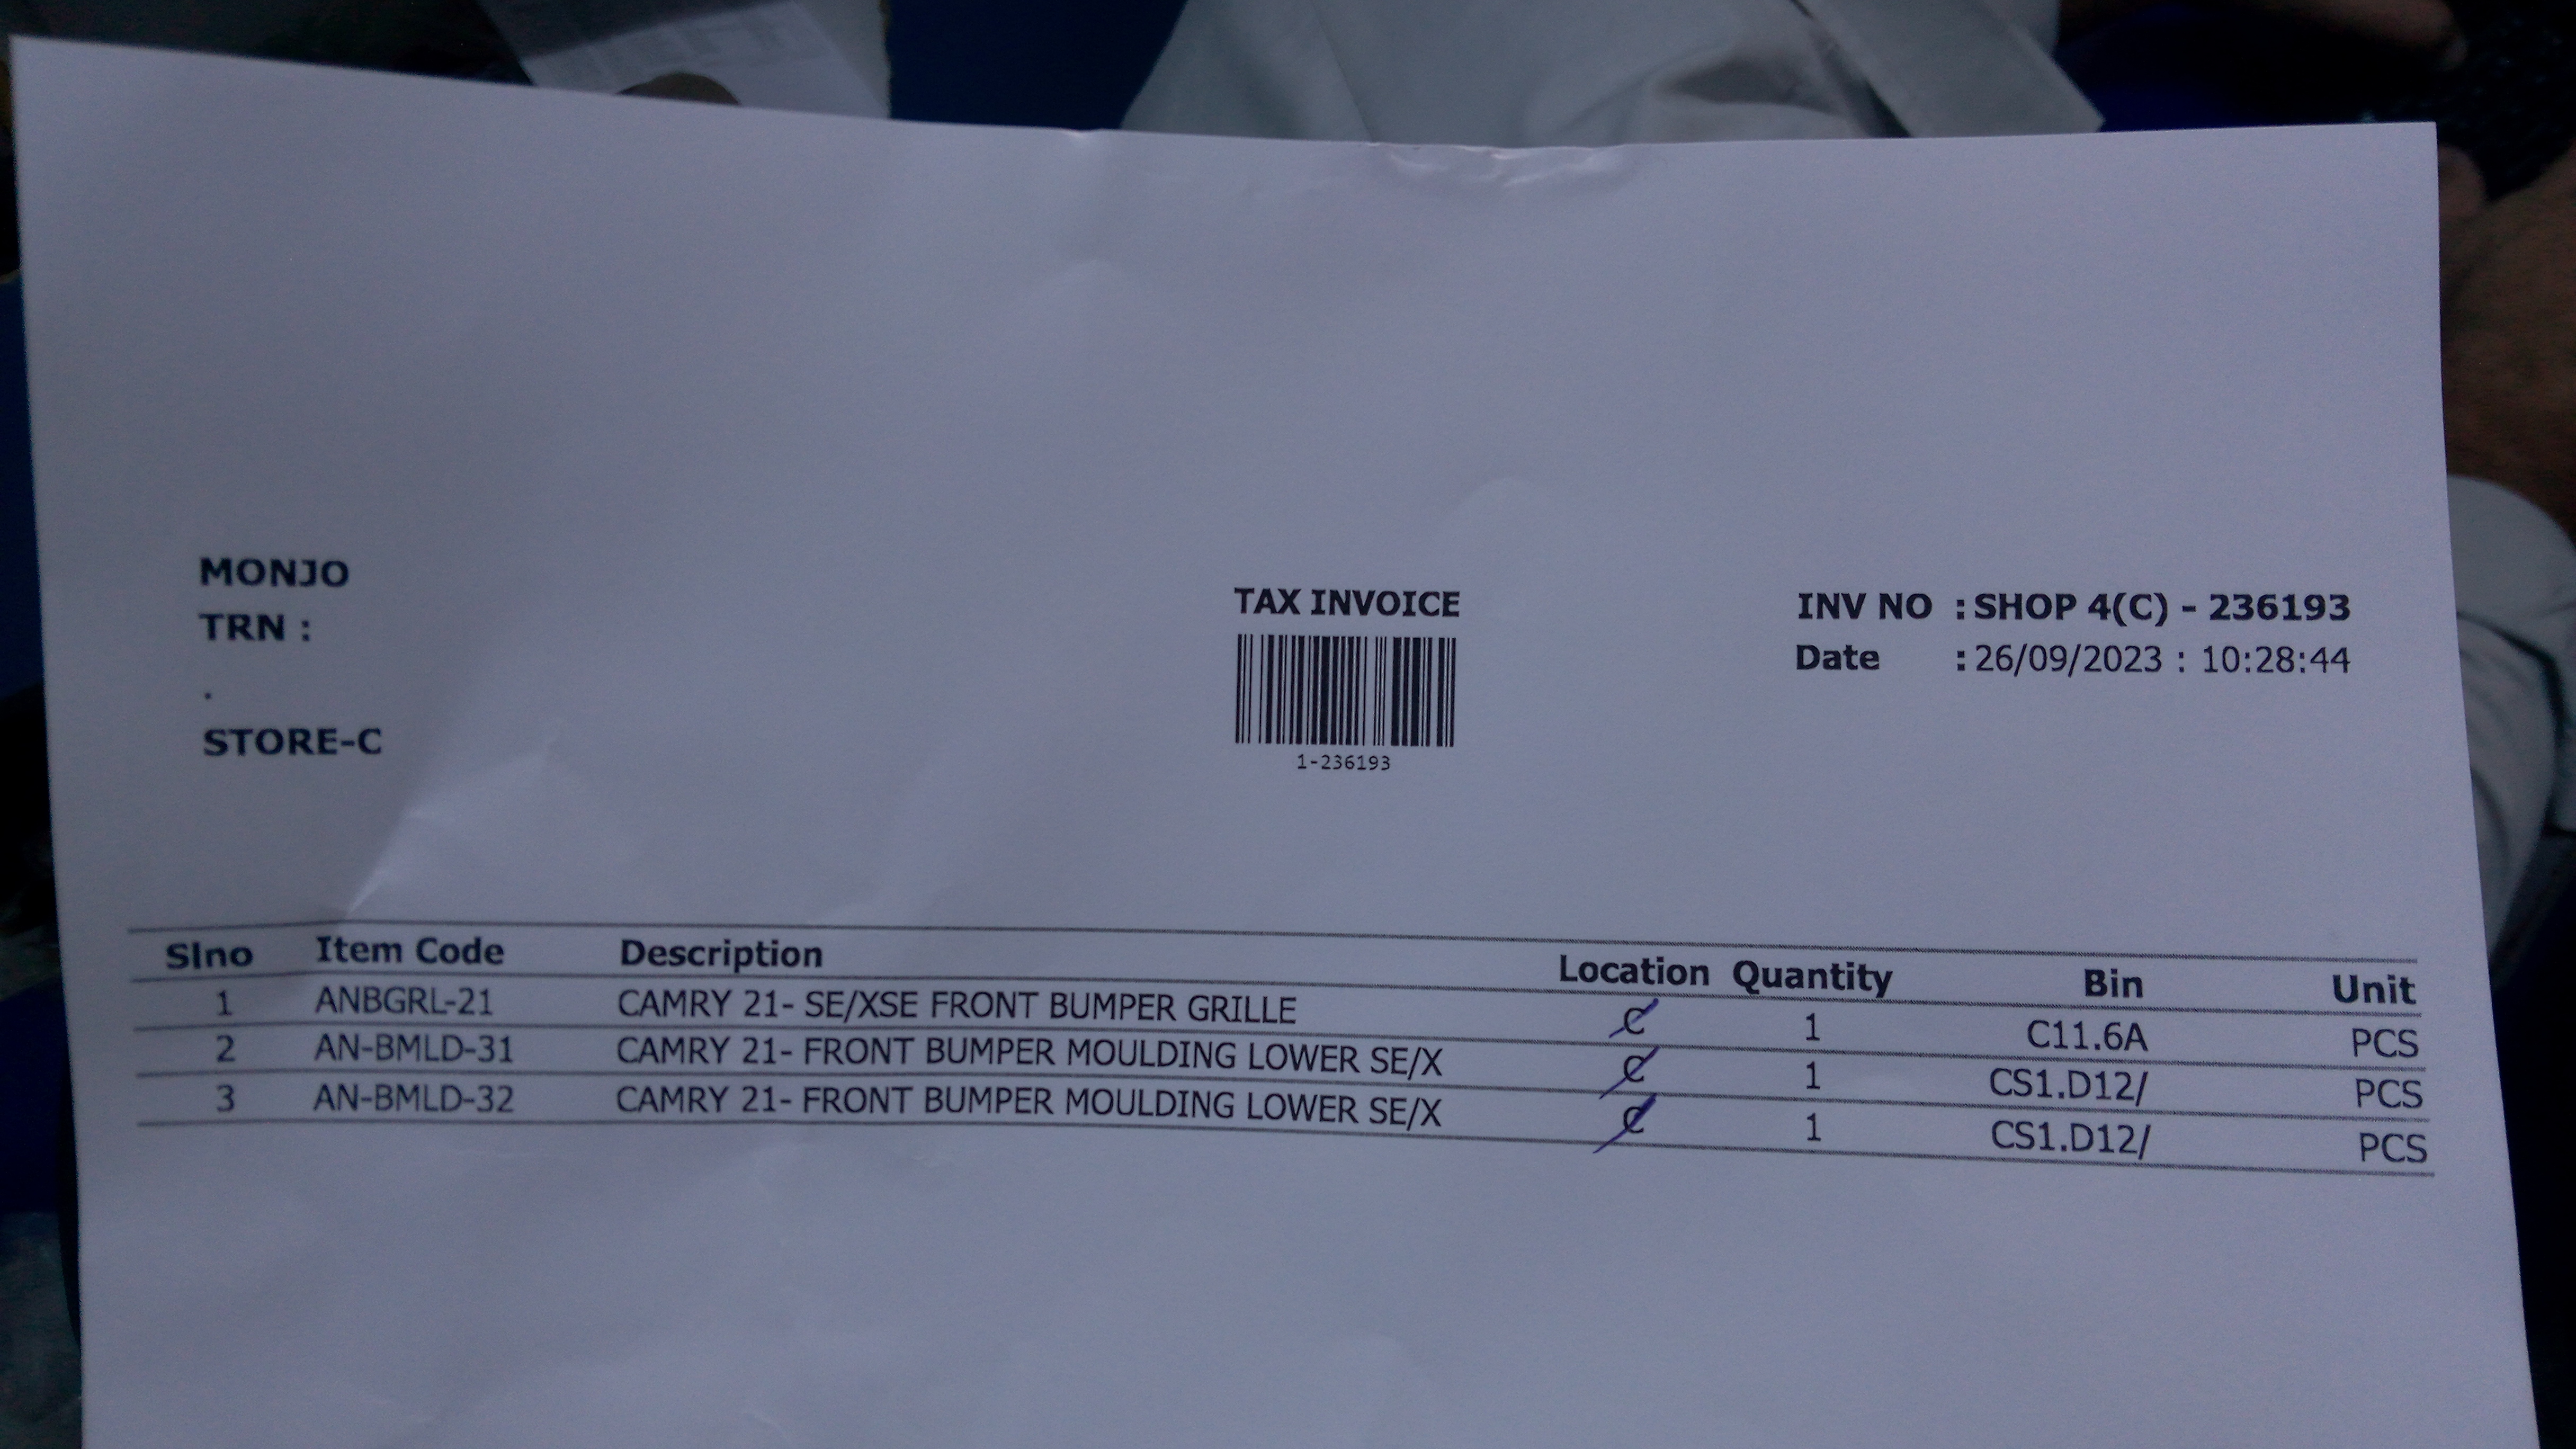 MONJO
TRN :
.
STORE-C
TAX INVOICE
1-236193
INV NO : SHOP 4(C) - 236193
Date : 26/09/2023 : 10:28:44
Slno Item Code Description Location Quantity Bin Unit
1 ANBGRL-21 CAMRY 21- SE/XSE FRONT BUMPER GRILLE C 1 C11.6A PCS
2 AN-BMLD-31 CAMRY 21- FRONT BUMPER MOULDING LOWER SE/X C 1 CS1.D12/ PCS
3 AN-BMLD-32 CAMRY 21- FRONT BUMPER MOULDING LOWER SE/X C 1 CS1.D12/ PCS